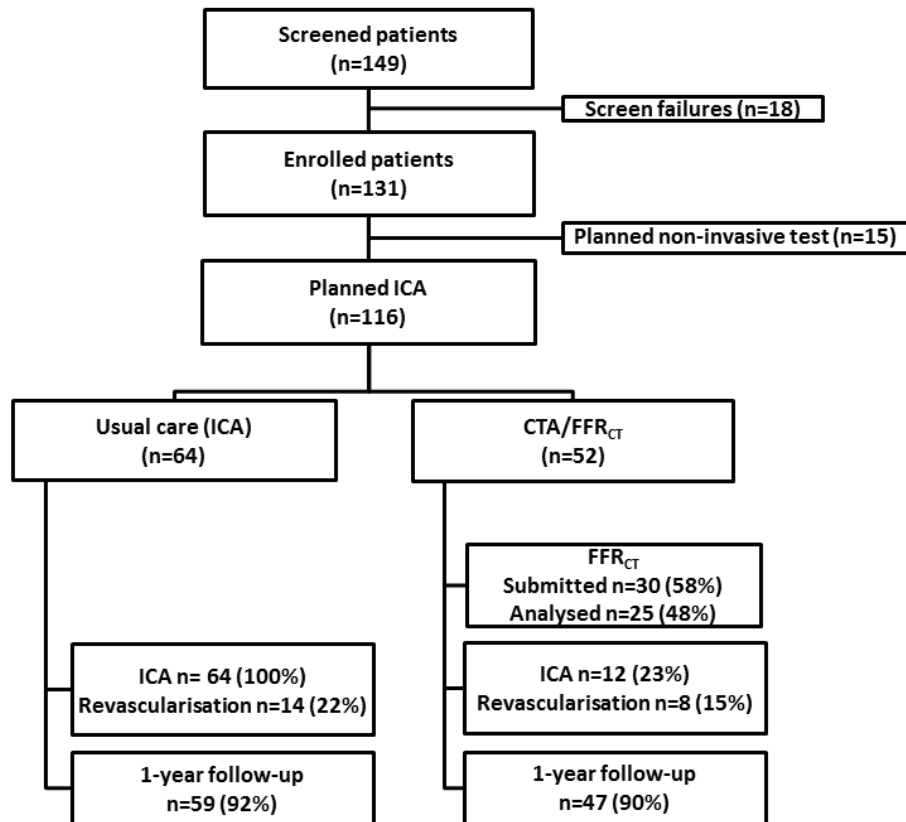 Screened patients
(n=149)
Screen failures (n=18)
Enrolled patients
(n=131)
Planned non-invasive test (n=15)
Planned ICA
(n=116)
Usual care (ICA)
(n=64)
CTA/FFRCT
(n=52)
FFRCT
Submitted n=30 (58%)
Analysed n=25 (48%)
ICA n= 64 (100%)
Revascularisation n=14 (22%)
ICA n=12 (23%)
Revascularisation n=8 (15%)
1-year follow-up
n=59 (92%)
1-year follow-up
n=47 (90%)